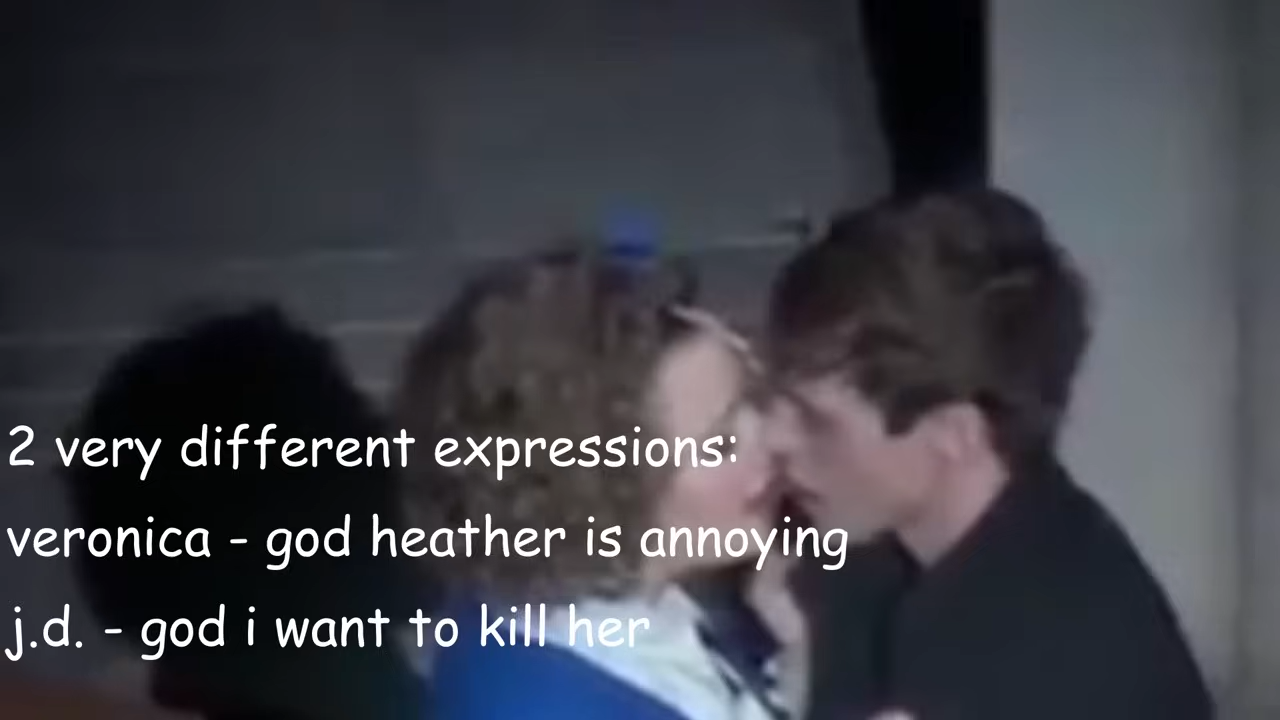 2 very different expressions:
veronica - god heather is annoying
j.d. - god i want to kill her